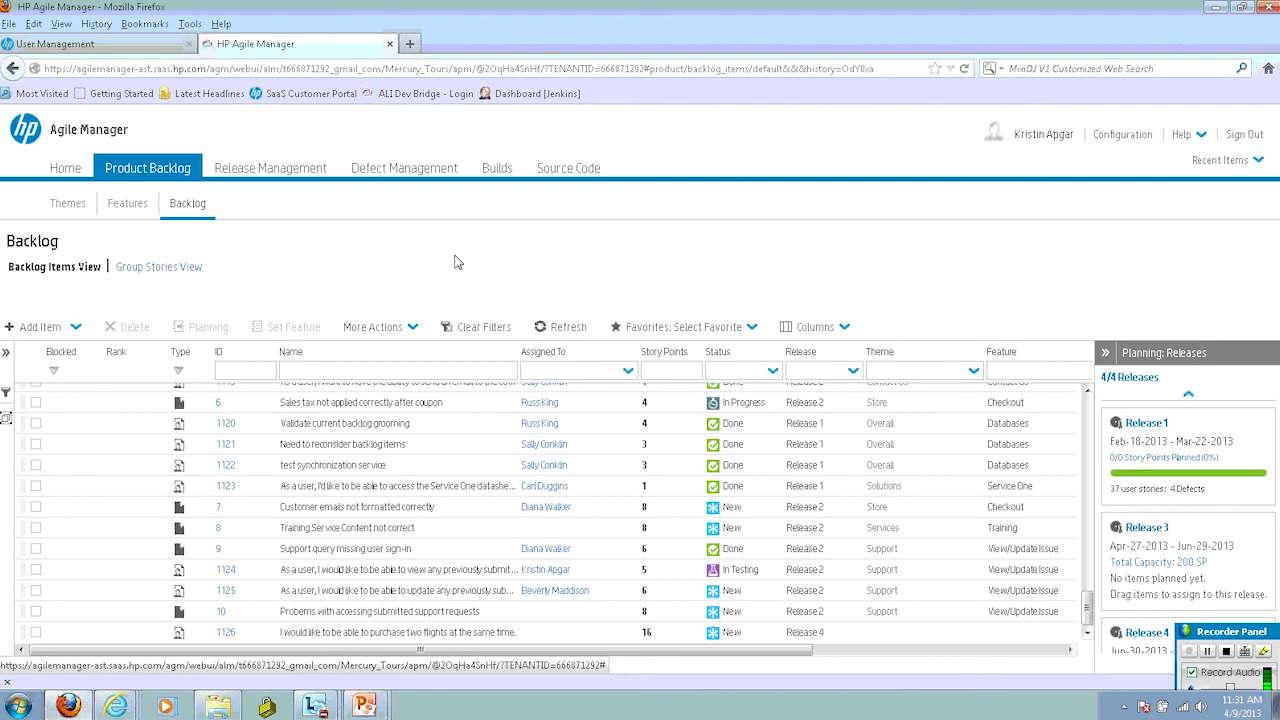 HP Agile Manager - Mozilla Firefox
File Edit View History Bookmarks Tools Help
User Management HP Agile Manager
https://agilemanager-ast.saas.hp.com/agm/webui/alm/t666871292_gmail_com/Mercury_Tours/apm/@2OqHa4SnHf/?TENANTID=666871292#product/backlog_items/default&&&history=OdY0xa MixiDJ V1 Customized Web Search
Most Visited Getting Started Latest Headlines SaaS Customer Portal ALI Dev Bridge - Login Dashboard [Jenkins]
hp Agile Manager Kristin Apgar Configuration Help Sign Out
Recent Items
Home Product Backlog Release Management Defect Management Builds Source Code
Themes Features Backlog
Backlog
Backlog Items View | Group Stories View
Add Item Delete Planning Set Feature More Actions Clear Filters Refresh Favorites: Select Favorite Columns
Blocked Rank Type ID Name Assigned To Story Points Status Release Theme Feature
6 Sales tax not applied correctly after coupon Russ King 4 In Progress Release 2 Store Checkout
1120 Validate current backlog grooming Russ King 4 Done Release 1 Overall Databases
1121 Need to reconsider backlog items Sally Conklin 3 Done Release 1 Overall Databases
1122 test synchronization service Sally Conklin 3 Done Release 1 Overall Databases
1123 As a user, I'd like to be able to access the Service One datashe... Carl Duggins 1 Done Release 1 Solutions Service One
7 Customer emails not formatted correctly Diana Walker 8 New Release 2 Store Checkout
8 Training Service Content not correct 8 New Release 2 Services Training
9 Support query missing user sign-in Diana Walker 6 Done Release 2 Support View/Update Issue
1124 As a user, I would like to be able to view any previously submit... Kristin Apgar 5 In Testing Release 2 Support View/Update Issue
1125 As a user, I would like to be able to update any previously sub... Beverly Maddison 6 New Release 2 Support View/Update Issue
10 Probems with accessing submitted support requests 8 New Release 2 Support View/Update Issue
1126 I would like to be able to purchase two flights at the same time. 16 New Release 4
Planning: Releases
4/4 Releases
Release 1
Feb-18-2013 - Mar-22-2013
0/0 Story Points Planned (0%)
37 user stories; 4 Defects
Release 3
Apr-27-2013 - Jun-29-2013
Total Capacity: 200 SP
No items planned yet.
Drag items to assign to this release.
Release 4
Recorder Panel
Record Audio
https://agilemanager-ast.saas.hp.com/agm/webui/alm/t666871292_gmail_com/Mercury_Tours/apm/@2OqHa4SnHf/?TENANTID=666871292#
11:31 AM
4/9/2013